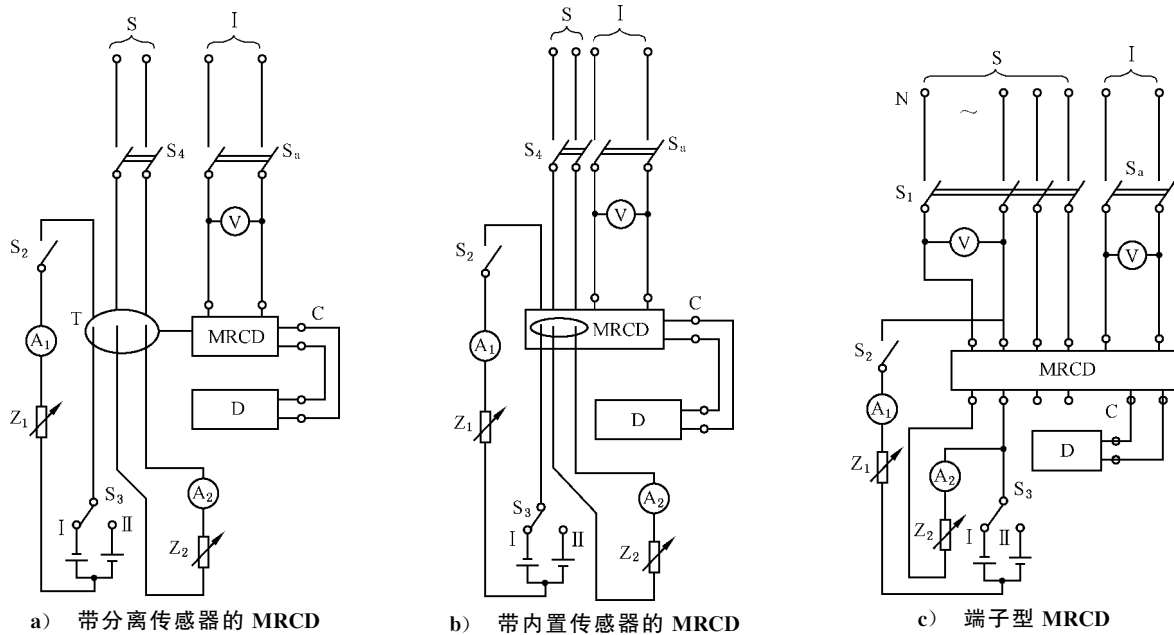 S I
S₄ Sₐ
V
S₂
T
MRCD
C
A₁
D
Z₁
A₂
S₃
I II
Z₂
a） 带分离传感器的 MRCD
S I
S₄ Sₐ
V
S₂
MRCD
C
A₁
D
Z₁
A₂
S₃
I II
Z₂
b） 带内置传感器的 MRCD
S I
N ~
S₁ Sₐ
V V
S₂
MRCD
A₁
C
D
Z₁
A₂
S₃
Z₂
I II
c） 端子型 MRCD